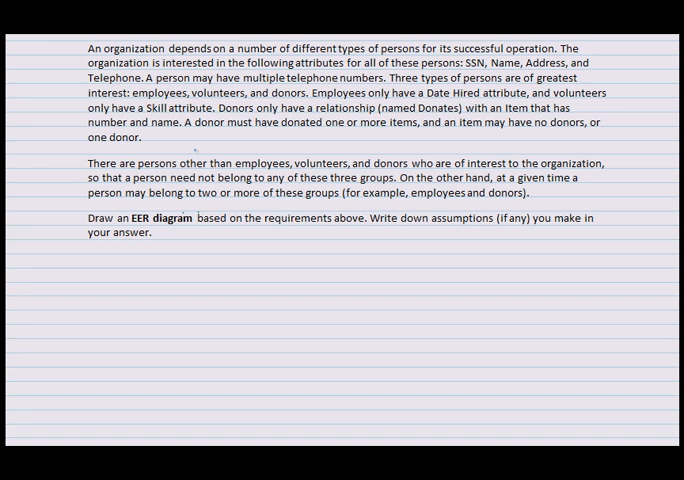 An organization depends on a number of different types of persons for its successful operation. The
organization is interested in the following attributes for all of these persons: SSN, Name, Address, and
Telephone. A person may have multiple telephone numbers. Three types of persons are of greatest
interest: employees, volunteers, and donors. Employees only have a Date Hired attribute, and volunteers
only have a Skill attribute. Donors only have a relationship (named Donates) with an Item that has
number and name. A donor must have donated one or more items, and an item may have no donors, or
one donor.
There are persons other than employees, volunteers, and donors who are of interest to the organization,
so that a person need not belong to any of these three groups. On the other hand, at a given time a
person may belong to two or more of these groups (for example, employees and donors).
Draw an EER diagram based on the requirements above. Write down assumptions (if any) you make in
your answer.